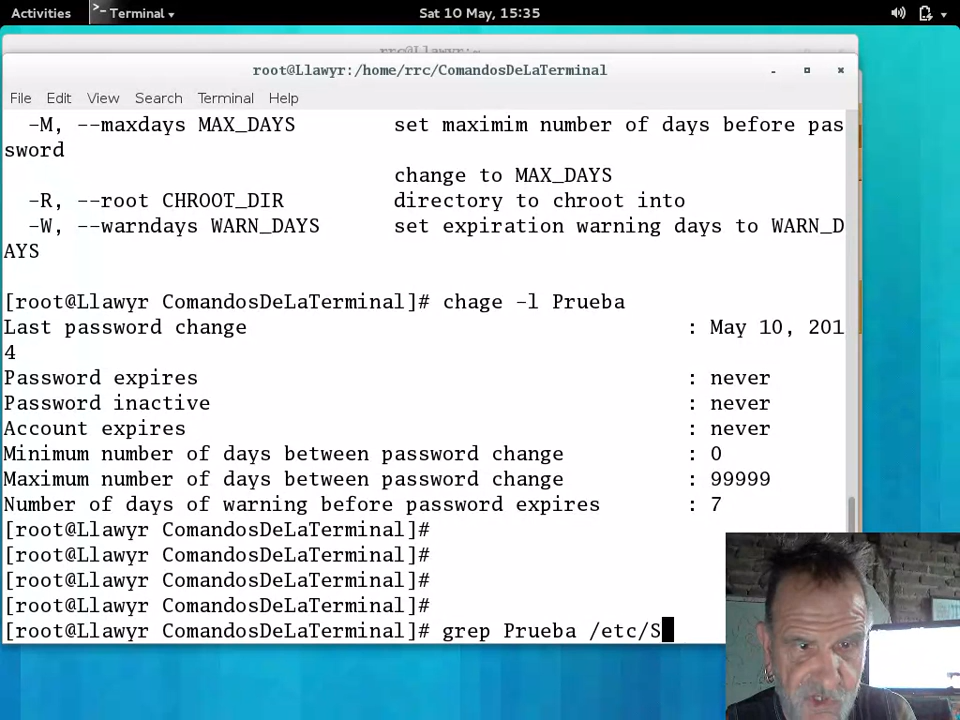 Activities
Terminal
Sat 10 May, 15:35
root@Llawyr:/home/rrc/ComandosDeLaTerminal
File Edit View Search Terminal Help
-M, --maxdays MAX_DAYS set maximim number of days before pas
sword
change to MAX_DAYS
-R, --root CHROOT_DIR directory to chroot into
-W, --warndays WARN_DAYS set expiration warning days to WARN_D
AYS
[root@Llawyr ComandosDeLaTerminal]# chage -l Prueba
Last password change : May 10, 201
4
Password expires : never
Password inactive : never
Account expires : never
Minimum number of days between password change : 0
Maximum number of days between password change : 99999
Number of days of warning before password expires : 7
[root@Llawyr ComandosDeLaTerminal]#
[root@Llawyr ComandosDeLaTerminal]#
[root@Llawyr ComandosDeLaTerminal]#
[root@Llawyr ComandosDeLaTerminal]#
[root@Llawyr ComandosDeLaTerminal]# grep Prueba /etc/S